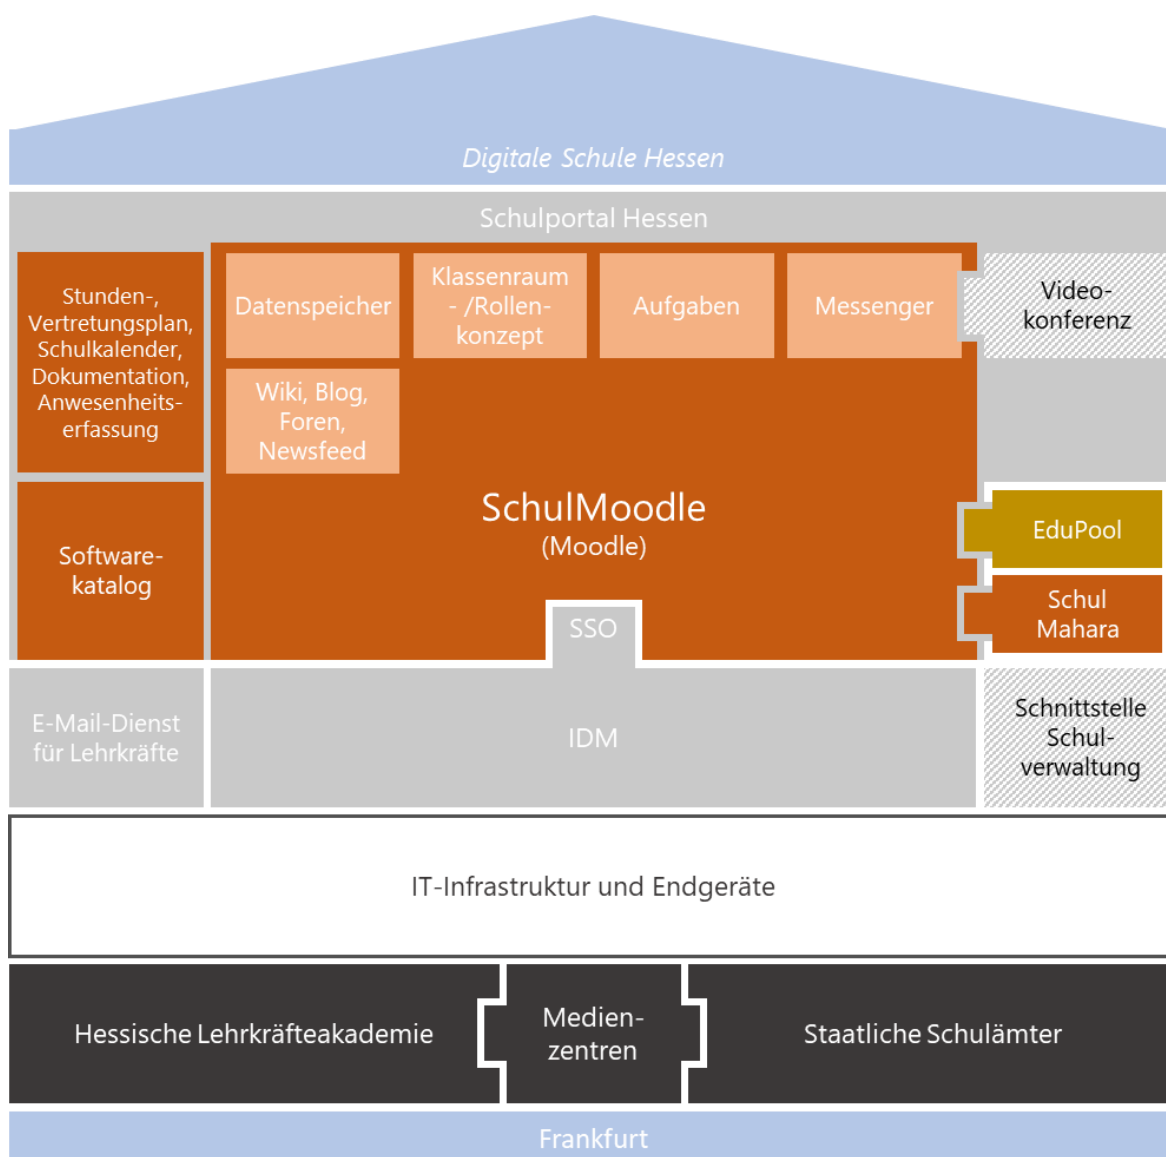 Digitale Schule Hessen
Schulportal Hessen
Stunden-,
Vertretungsplan,
Schulkalender,
Dokumentation,
Anwesenheits-
erfassung
Datenspeicher
Klassenraum
- /Rollen-
konzept
Aufgaben
Messenger
Video-
konferenz
Wiki, Blog,
Foren,
Newsfeed
SchulMoodle
(Moodle)
Software-
katalog
EduPool
Schul
Mahara
SSO
E-Mail-Dienst
für Lehrkräfte
IDM
Schnittstelle
Schul-
verwaltung
IT-Infrastruktur und Endgeräte
Hessische Lehrkräfteakademie
Medien-
zentren
Staatliche Schulämter
Frankfurt